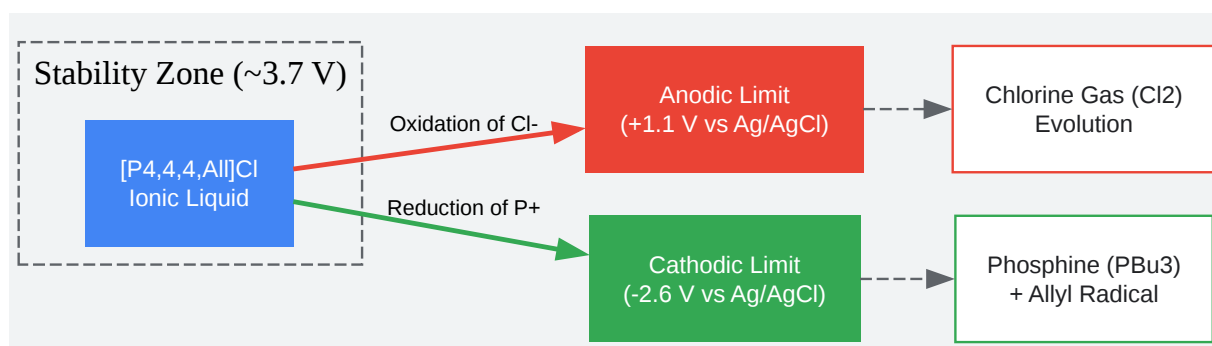 Stability Zone (~3.7 V)
[P4,4,4,All]Cl
Ionic Liquid
Oxidation of Cl-
Reduction of P+
Anodic Limit
(+1.1 V vs Ag/AgCl)
Chlorine Gas (Cl2)
Evolution
Cathodic Limit
(-2.6 V vs Ag/AgCl)
Phosphine (PBu3)
+ Allyl Radical